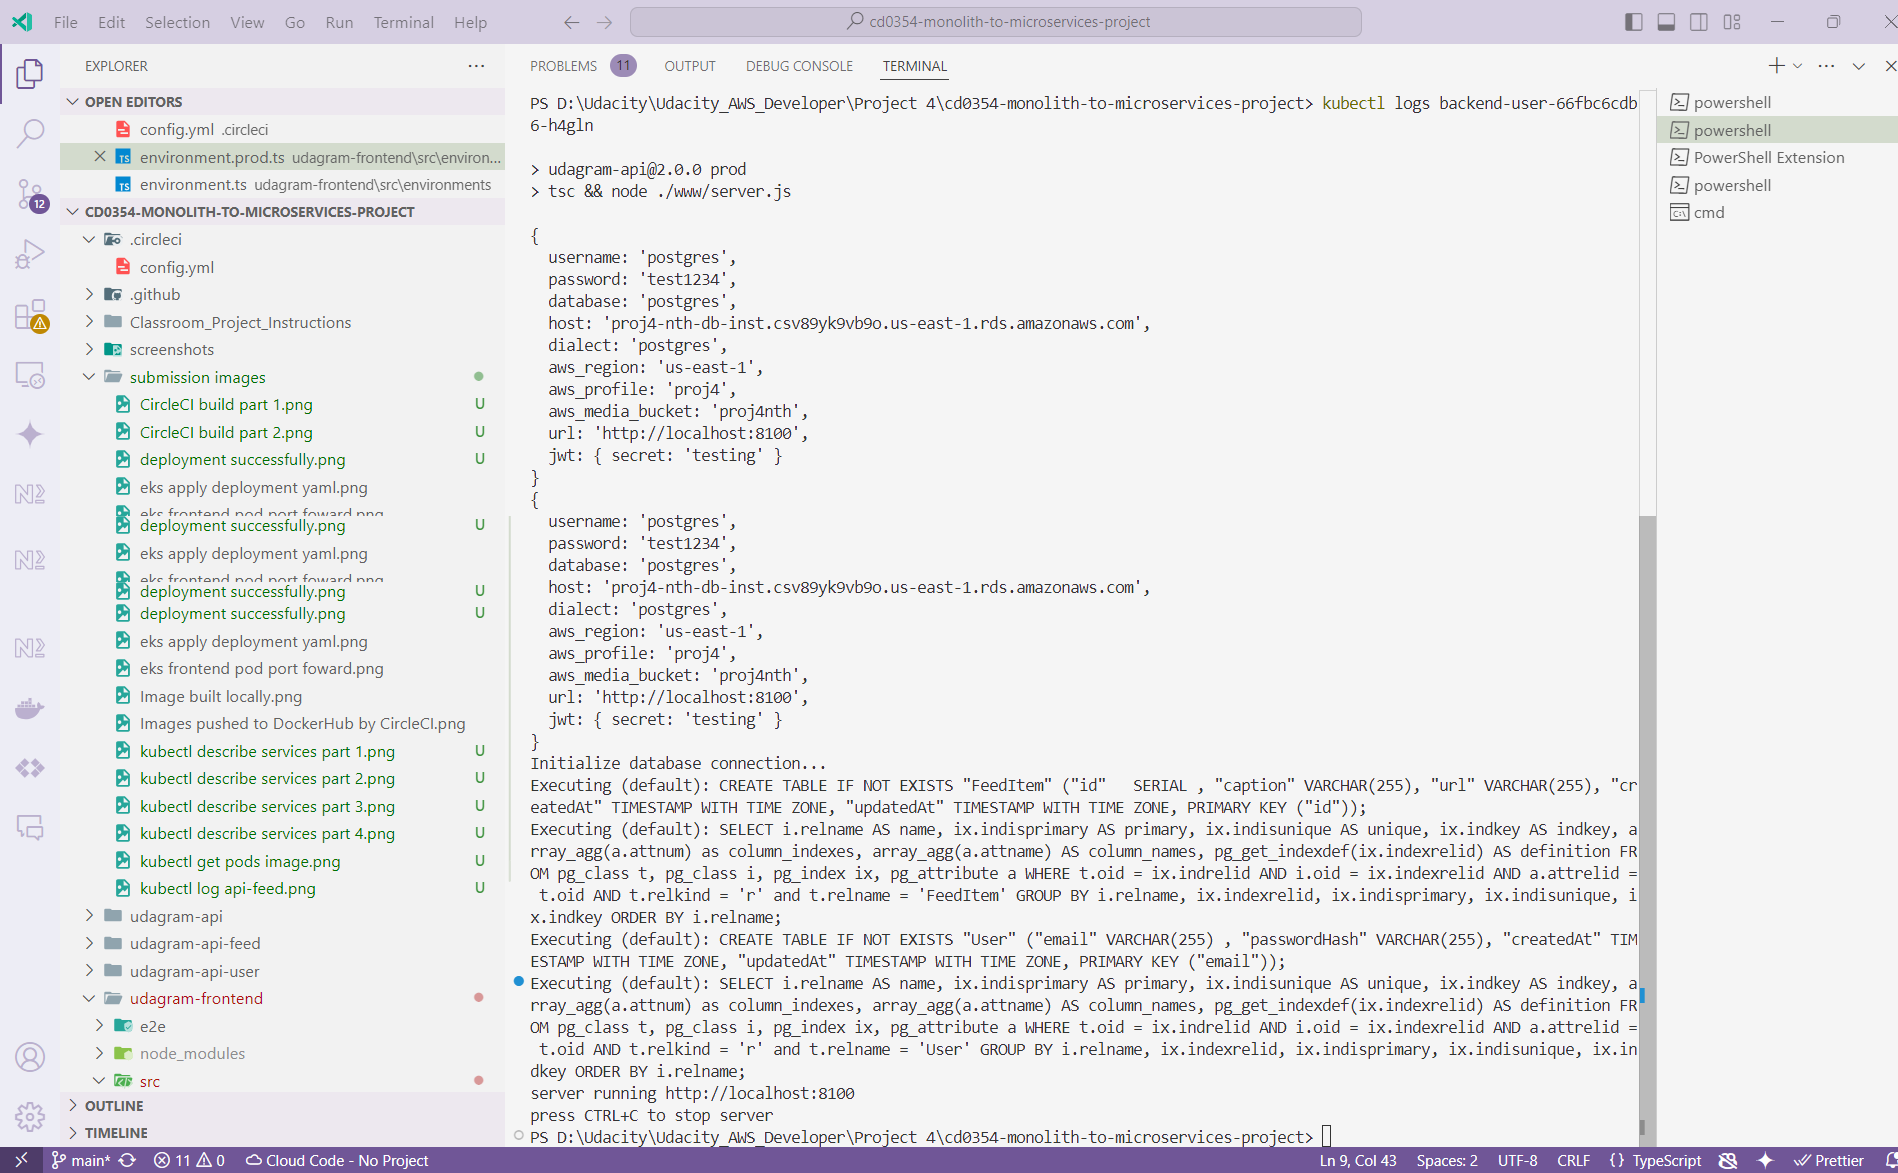 File Edit Selection View Go Run Terminal Help
cd0354-monolith-to-microservices-project
EXPLORER
OPEN EDITORS
config.yml .circleci
environment.prod.ts udagram-frontend\src\environ...
environment.ts udagram-frontend\src\environments
CD0354-MONOLITH-TO-MICROSERVICES-PROJECT
.circleci
config.yml
.github
Classroom_Project_Instructions
screenshots
submission images
CircleCI build part 1.png U
CircleCI build part 2.png U
deployment successfully.png U
eks apply deployment yaml.png
eks frontend pod port foward.png
deployment successfully.png U
eks apply deployment yaml.png
eks frontend pod port foward.png
deployment successfully.png U
deployment successfully.png U
eks apply deployment yaml.png
eks frontend pod port foward.png
Image built locally.png
Images pushed to DockerHub by CircleCI.png
kubectl describe services part 1.png U
kubectl describe services part 2.png U
kubectl describe services part 3.png U
kubectl describe services part 4.png U
kubectl get pods image.png U
kubectl log api-feed.png U
udagram-api
udagram-api-feed
udagram-api-user
udagram-frontend
e2e
node_modules
src
OUTLINE
TIMELINE
12
PROBLEMS 11 OUTPUT DEBUG CONSOLE TERMINAL
PS D:\Udacity\Udacity_AWS_Developer\Project 4\cd0354-monolith-to-microservices-project> kubectl logs backend-user-66fbc6cdb
6-h4gln
> udagram-api@2.0.0 prod
> tsc && node ./www/server.js
{
username: 'postgres',
password: 'test1234',
database: 'postgres',
host: 'proj4-nth-db-inst.csv89yk9vb9o.us-east-1.rds.amazonaws.com',
dialect: 'postgres',
aws_region: 'us-east-1',
aws_profile: 'proj4',
aws_media_bucket: 'proj4nth',
url: 'http://localhost:8100',
jwt: { secret: 'testing' }
}
{
username: 'postgres',
password: 'test1234',
database: 'postgres',
host: 'proj4-nth-db-inst.csv89yk9vb9o.us-east-1.rds.amazonaws.com',
dialect: 'postgres',
aws_region: 'us-east-1',
aws_profile: 'proj4',
aws_media_bucket: 'proj4nth',
url: 'http://localhost:8100',
jwt: { secret: 'testing' }
}
Initialize database connection...
Executing (default): CREATE TABLE IF NOT EXISTS "FeedItem" ("id"   SERIAL , "caption" VARCHAR(255), "url" VARCHAR(255), "cr
eatedAt" TIMESTAMP WITH TIME ZONE, "updatedAt" TIMESTAMP WITH TIME ZONE, PRIMARY KEY ("id"));
Executing (default): SELECT i.relname AS name, ix.indisprimary AS primary, ix.indisunique AS unique, ix.indkey AS indkey, a
rray_agg(a.attnum) as column_indexes, array_agg(a.attname) AS column_names, pg_get_indexdef(ix.indexrelid) AS definition FR
OM pg_class t, pg_class i, pg_index ix, pg_attribute a WHERE t.oid = ix.indrelid AND i.oid = ix.indexrelid AND a.attrelid =
t.oid AND t.relkind = 'r' and t.relname = 'FeedItem' GROUP BY i.relname, ix.indexrelid, ix.indisprimary, ix.indisunique, i
x.indkey ORDER BY i.relname;
Executing (default): CREATE TABLE IF NOT EXISTS "User" ("email" VARCHAR(255) , "passwordHash" VARCHAR(255), "createdAt" TIM
ESTAMP WITH TIME ZONE, "updatedAt" TIMESTAMP WITH TIME ZONE, PRIMARY KEY ("email"));
Executing (default): SELECT i.relname AS name, ix.indisprimary AS primary, ix.indisunique AS unique, ix.indkey AS indkey, a
rray_agg(a.attnum) as column_indexes, array_agg(a.attname) AS column_names, pg_get_indexdef(ix.indexrelid) AS definition FR
OM pg_class t, pg_class i, pg_index ix, pg_attribute a WHERE t.oid = ix.indrelid AND i.oid = ix.indexrelid AND a.attrelid =
t.oid AND t.relkind = 'r' and t.relname = 'User' GROUP BY i.relname, ix.indexrelid, ix.indisprimary, ix.indisunique, ix.in
dkey ORDER BY i.relname;
server running http://localhost:8100
press CTRL+C to stop server
PS D:\Udacity\Udacity_AWS_Developer\Project 4\cd0354-monolith-to-microservices-project>
powershell
powershell
PowerShell Extension
powershell
cmd
main* 11 0 Cloud Code - No Project Ln 9, Col 43 Spaces: 2 UTF-8 CRLF {} TypeScript Prettier